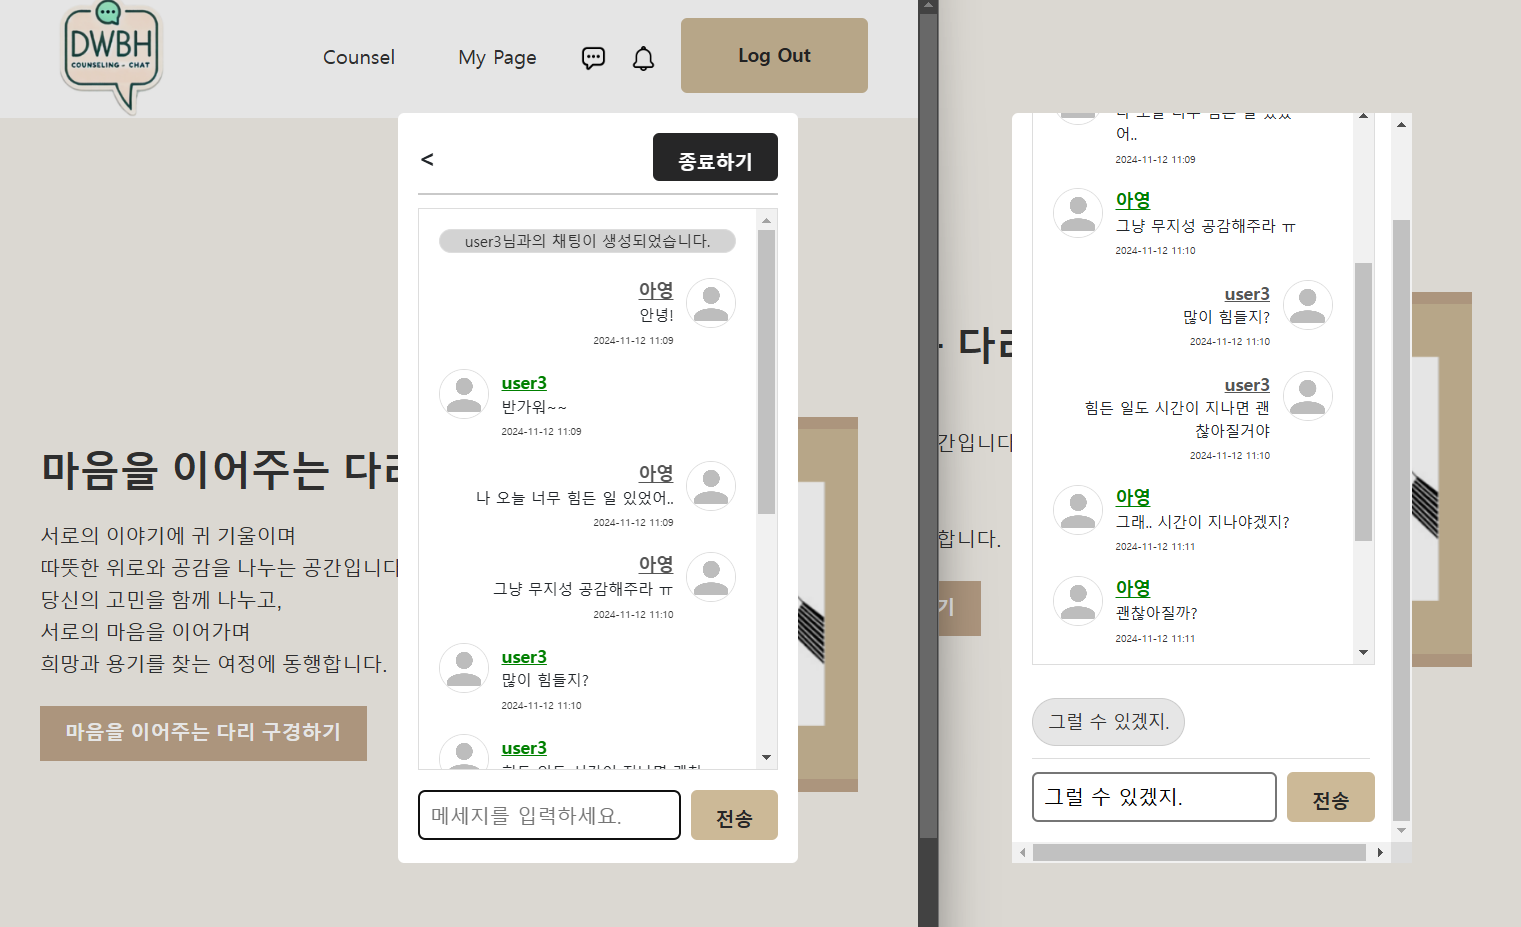 DWBH
COUNSELING - CHAT
Counsel
My Page
Log Out
마음을 이어주는 다리
서로의 이야기에 귀 기울이며
따뜻한 위로와 공감을 나누는 공간입니다
당신의 고민을 함께 나누고,
서로의 마음을 이어가며
희망과 용기를 찾는 여정에 동행합니다.
마음을 이어주는 다리 구경하기
<
종료하기
user3님과의 채팅이 생성되었습니다.
아영
안녕!
2024-11-12 11:09
user3
반가워~~
2024-11-12 11:09
아영
나 오늘 너무 힘든 일 있었어..
2024-11-12 11:09
아영
그냥 무지성 공감해주라 ㅠ
2024-11-12 11:10
user3
많이 힘들지?
2024-11-12 11:10
user3
메세지를 입력하세요.
전송
다리
간입니다
합니다.
기
나 오늘 너무 힘든 일 있었
어..
2024-11-12 11:09
아영
그냥 무지성 공감해주라 ㅠ
2024-11-12 11:10
user3
많이 힘들지?
2024-11-12 11:10
user3
힘든 일도 시간이 지나면 괜
찮아질거야
2024-11-12 11:10
아영
그래.. 시간이 지나야겠지?
2024-11-12 11:11
아영
괜찮아질까?
2024-11-12 11:11
그럴 수 있겠지.
그럴 수 있겠지.
전송